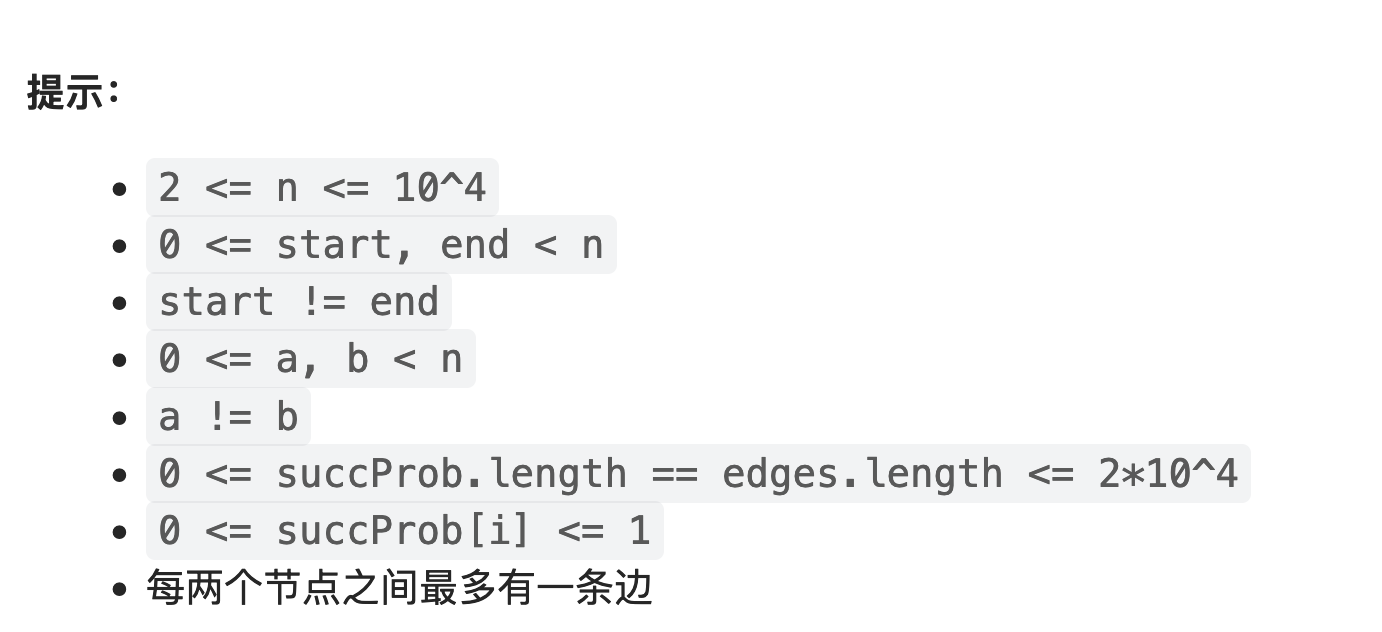 提示：
2 <= n <= 10^4
0 <= start, end < n
start != end
0 <= a, b < n
a != b
0 <= succProb.length == edges.length <= 2*10^4
0 <= succProb[i] <= 1
每两个节点之间最多有一条边